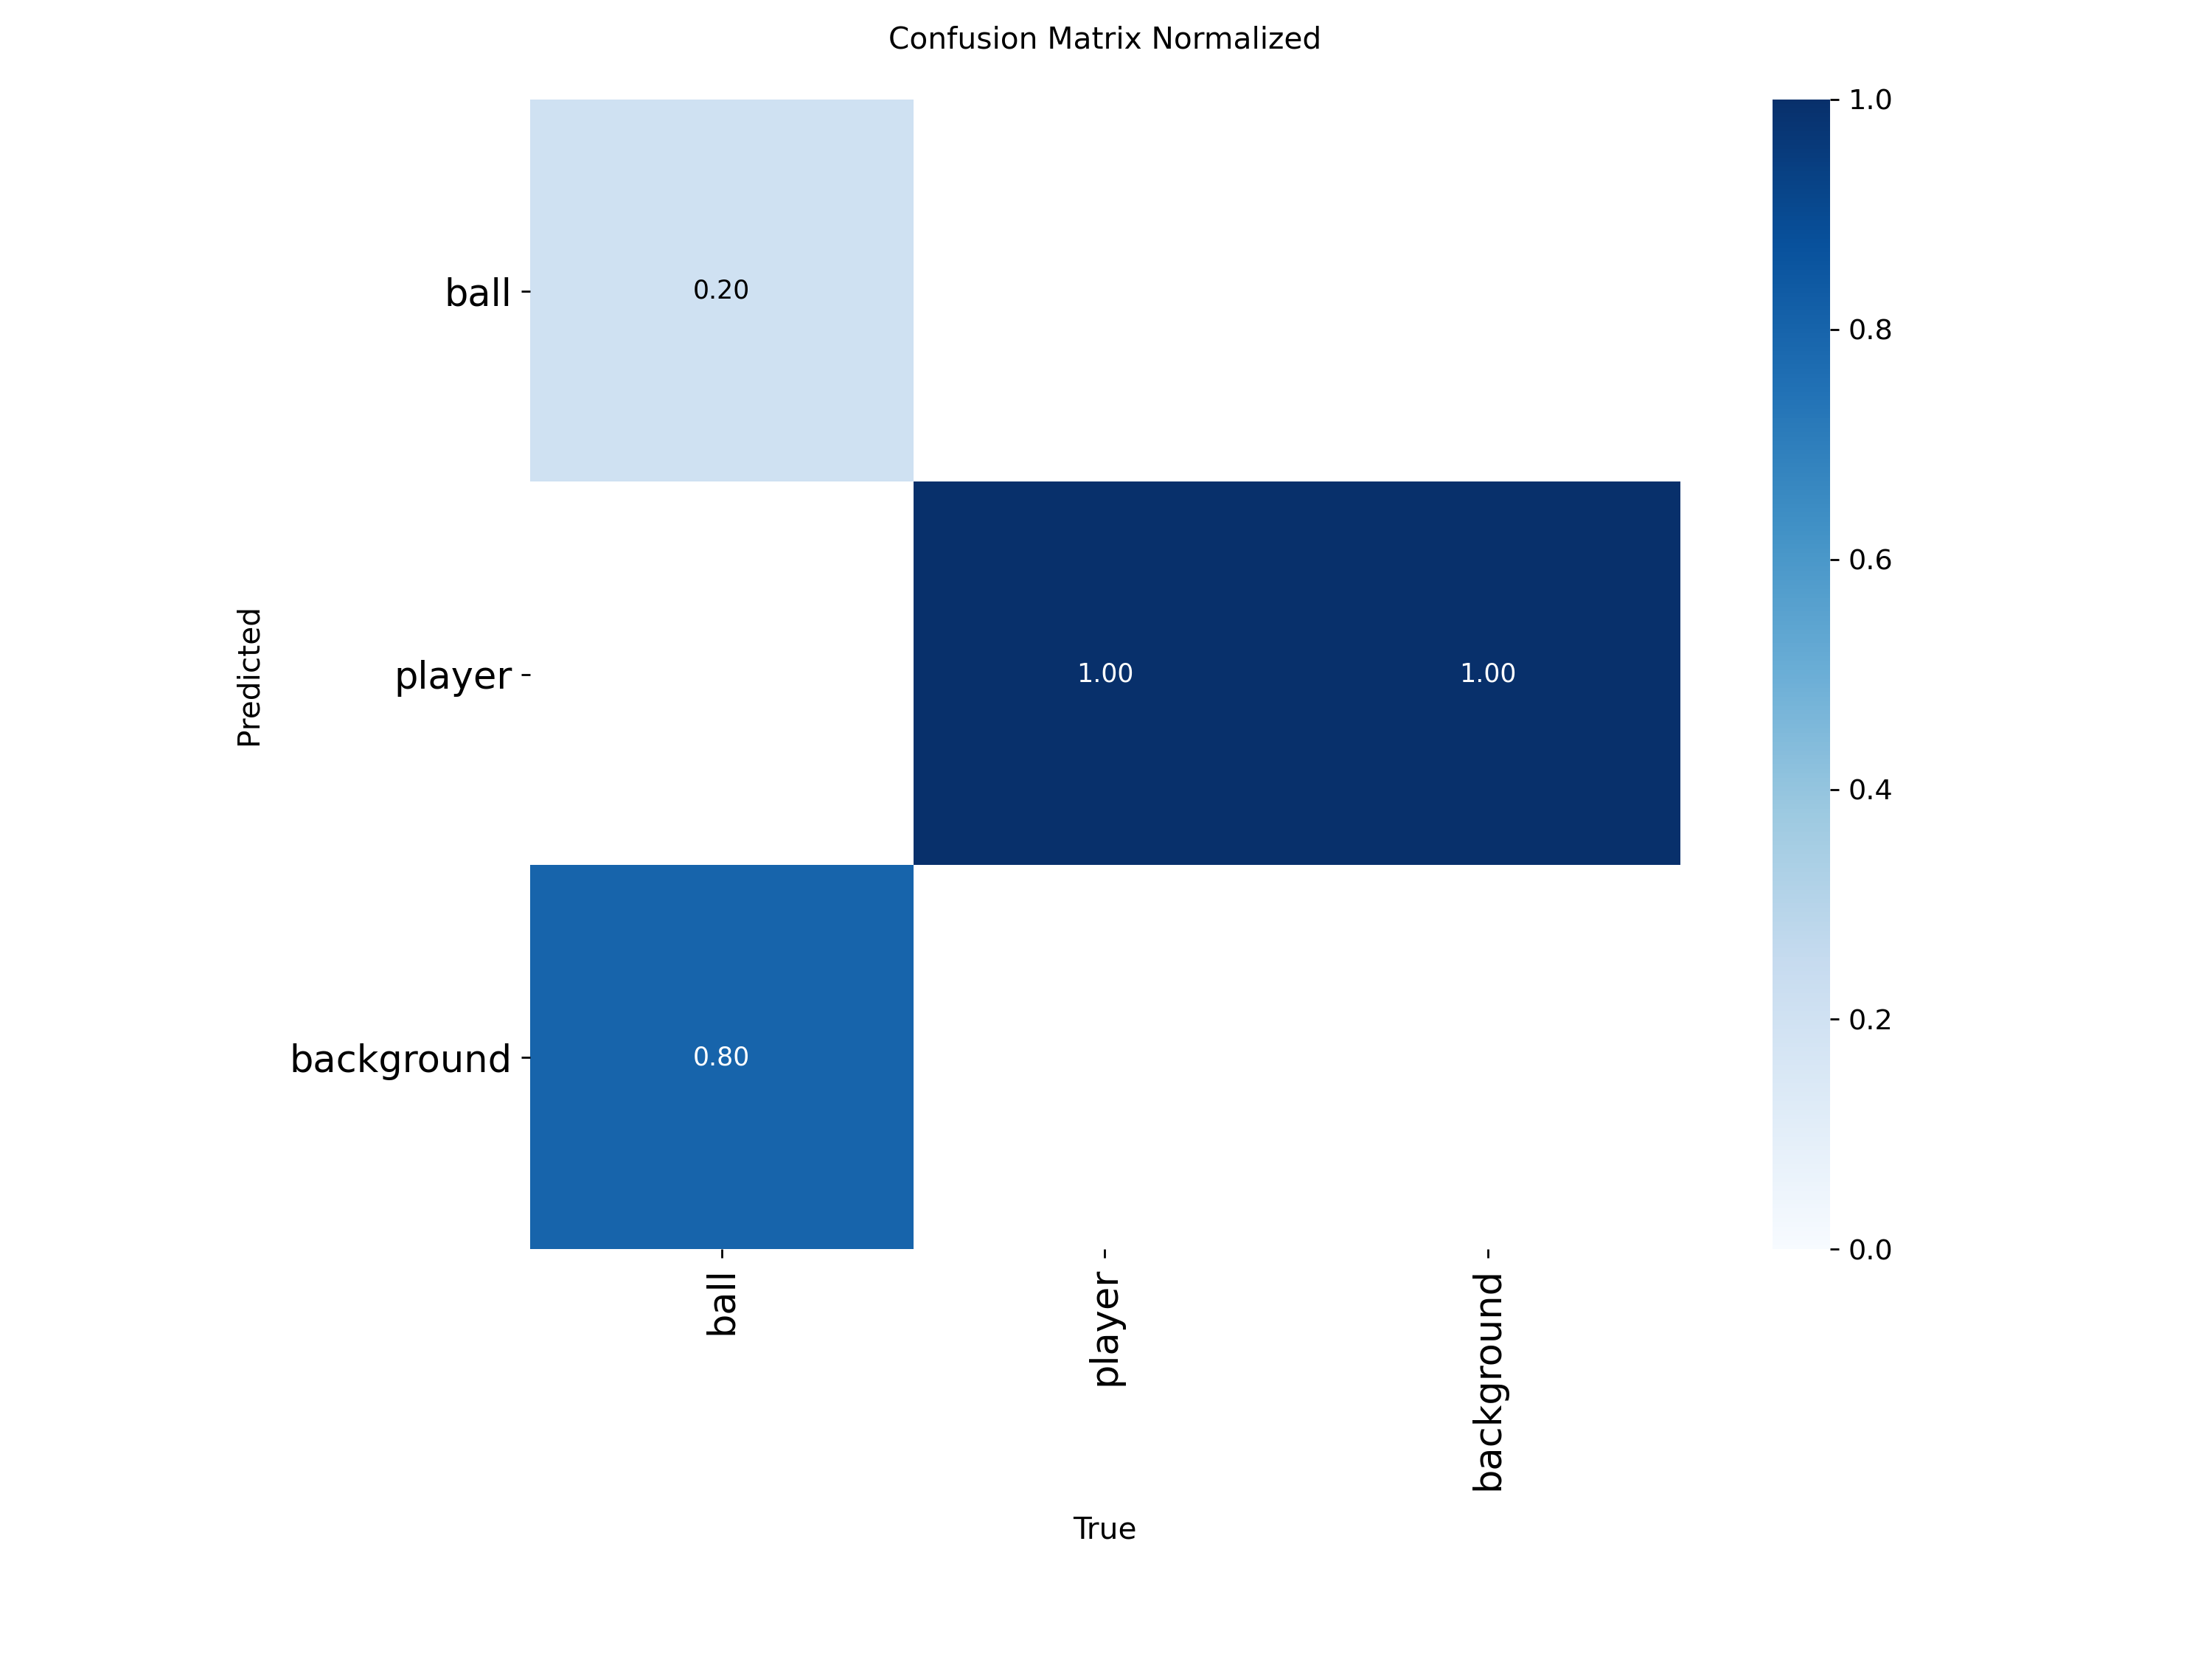 Confusion Matrix Normalized
1.0
0.8
0.6
0.4
0.2
0.0
Predicted
ball
player
background
0.20
1.00
1.00
0.80
ball
player
background
True